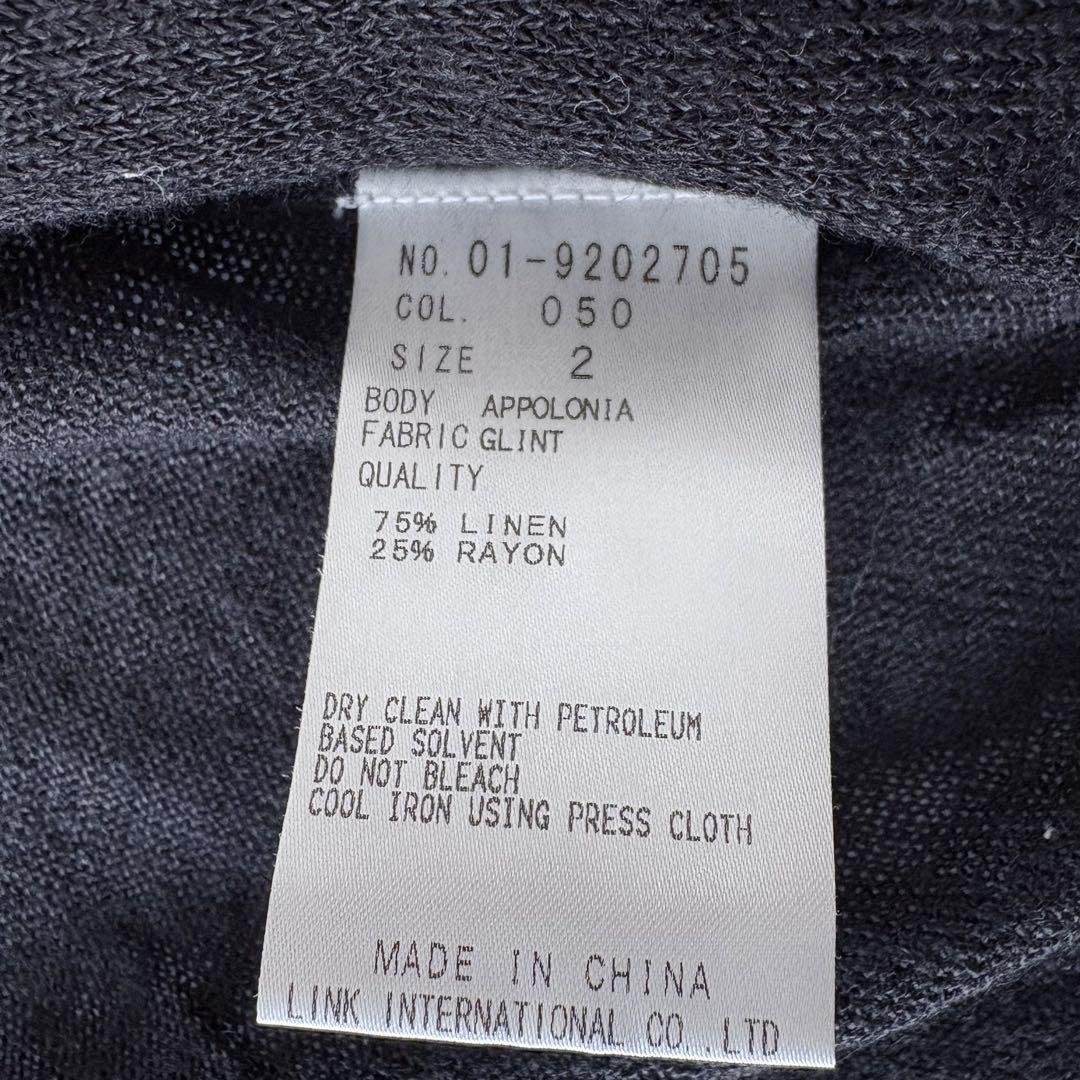 NO. 01-9202705
COL. 050
SIZE 2
BODY APPOLONIA
FABRIC GLINT
QUALITY
75% LINEN
25% RAYON
DRY CLEAN WITH PETROLEUM
BASED SOLVENT
DO NOT BLEACH
COOL IRON USING PRESS CLOTH
MADE IN CHINA
LINK INTERNATIONAL CO.,LTD